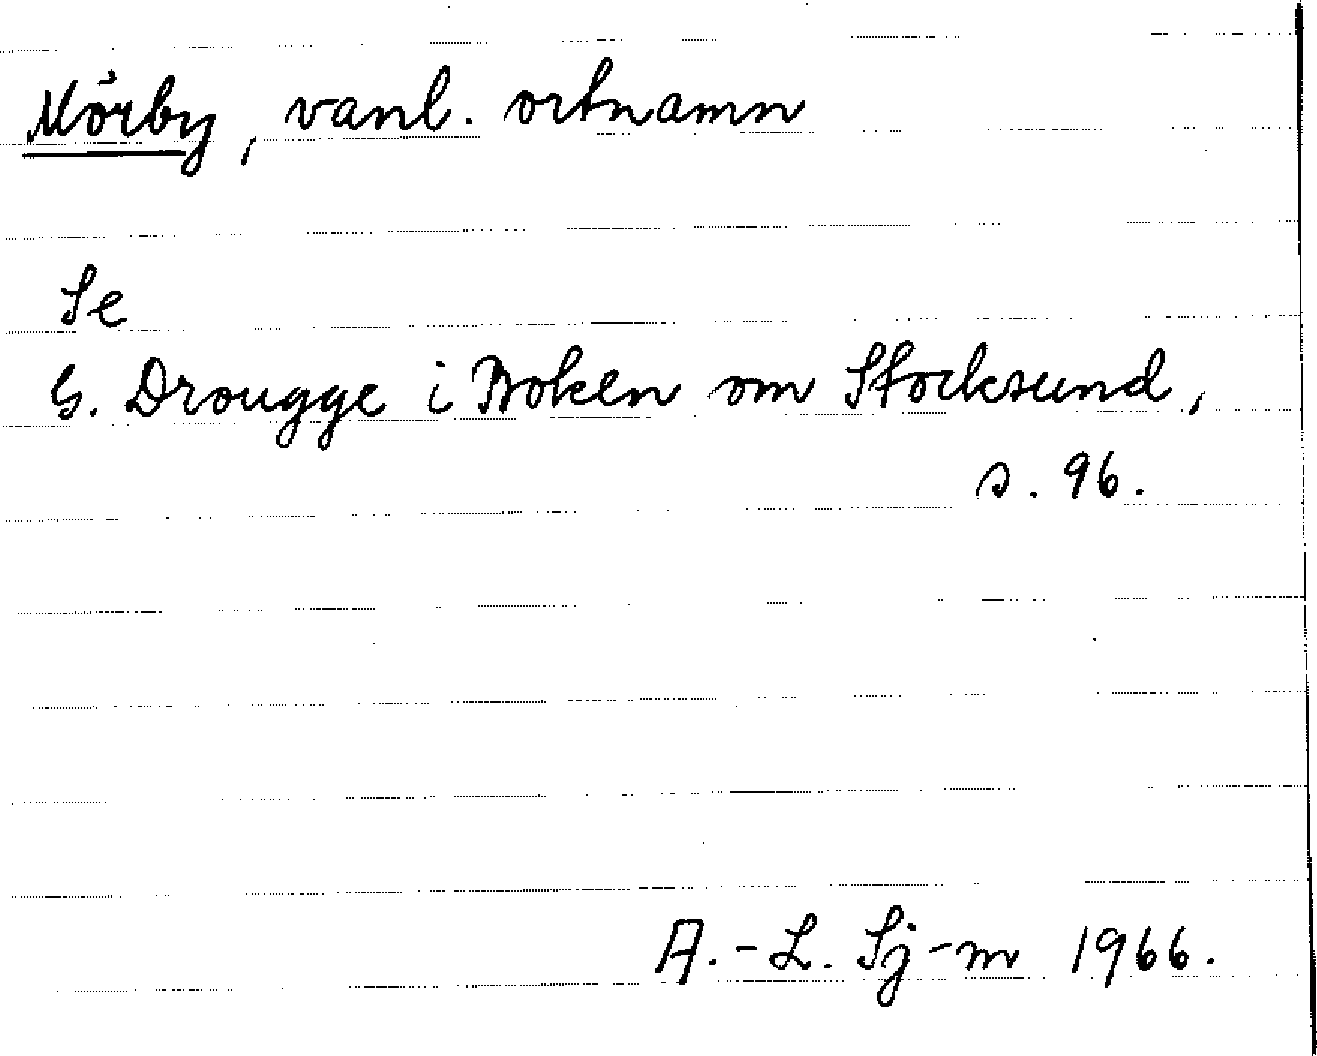 Mörby, vanl. ortnamn
Se
G. Drougge i Boken om Stocksund,
s. 96.
A.-L. Sj-m 1966.